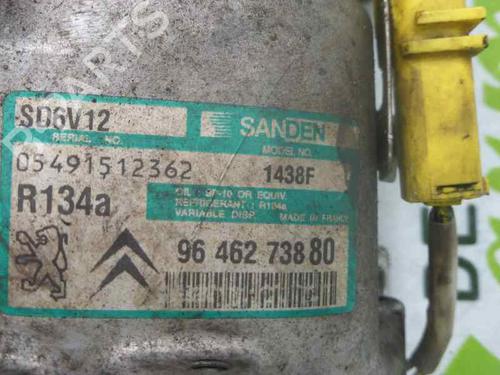 SD6V12
SERIAL NO.
05491512362
R134a
SANDEN
MODEL NO.
1438F
OIL : SP-10 OR EQUIV.
REFRIGERANT : R134a
VARIABLE DISP. MADE IN FRANCE
96 462 738 80
PARTS